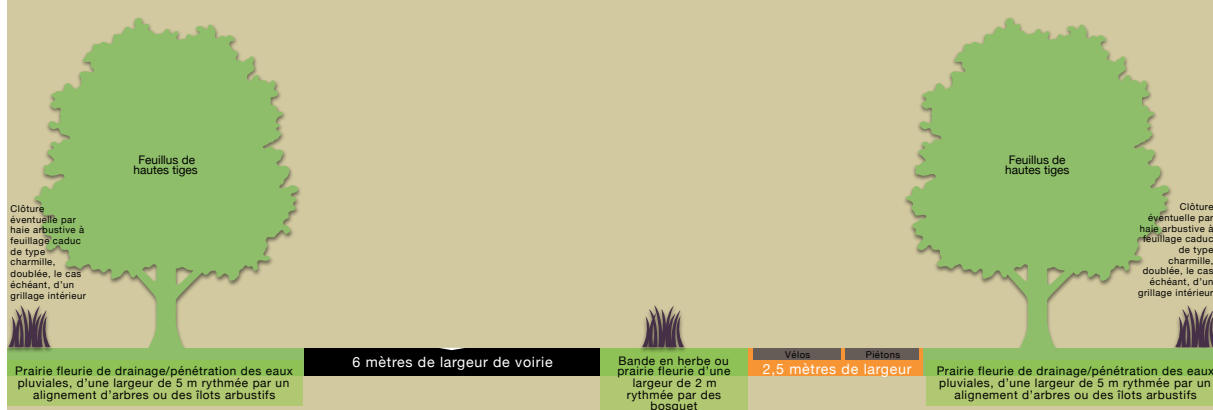 Feuillus de
hautes tiges
Feuillus de
hautes tiges
Clôture
éventuelle par
haie arbustive à
feuillage caduc
de type
charmille,
doublée, le cas
échéant, d'un
grillage intérieur
Clôture
éventuelle par
haie arbustive à
feuillage caduc
de type
charmille,
doublée, le cas
échéant, d'un
grillage intérieur
Prairie fleurie de drainage/pénétration des eaux
pluviales, d'une largeur de 5 m rythmée par un
alignement d'arbres ou des îlots arbustifs
6 mètres de largeur de voirie
Bande en herbe ou
prairie fleurie d'une
largeur de 2 m
rythmée par des
bosquet
Vélos
Piétons
2,5 mètres de largeur
Prairie fleurie de drainage/pénétration des eaux
pluviales, d'une largeur de 5 m rythmée par un
alignement d'arbres ou des îlots arbustifs